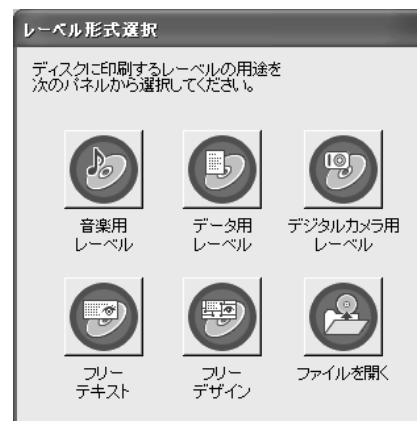 レーベル形式選択
ディスクに印刷するレーベルの用途を
次のパネルから選択してください。
音楽用
レーベル
データ用
レーベル
デジタルカメラ用
レーベル
フリー
テキスト
フリー
デザイン
ファイルを開く